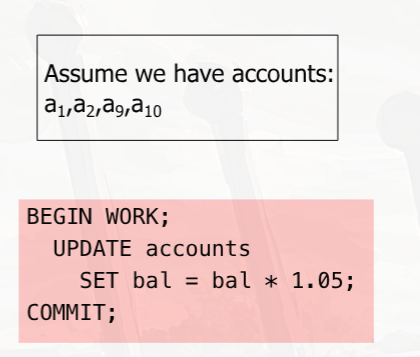 Assume we have accounts:
a₁,a₂,a₉,a₁₀
BEGIN WORK;
UPDATE accounts
SET bal = bal * 1.05;
COMMIT;